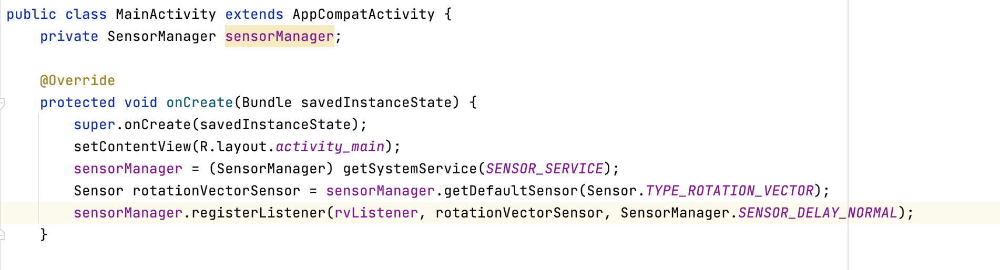 public class MainActivity extends AppCompatActivity {
    private SensorManager sensorManager;

    @Override
    protected void onCreate(Bundle savedInstanceState) {
        super.onCreate(savedInstanceState);
        setContentView(R.layout.activity_main);
        sensorManager = (SensorManager) getSystemService(SENSOR_SERVICE);
        Sensor rotationVectorSensor = sensorManager.getDefaultSensor(Sensor.TYPE_ROTATION_VECTOR);
        sensorManager.registerListener(rvListener, rotationVectorSensor, SensorManager.SENSOR_DELAY_NORMAL);
    }